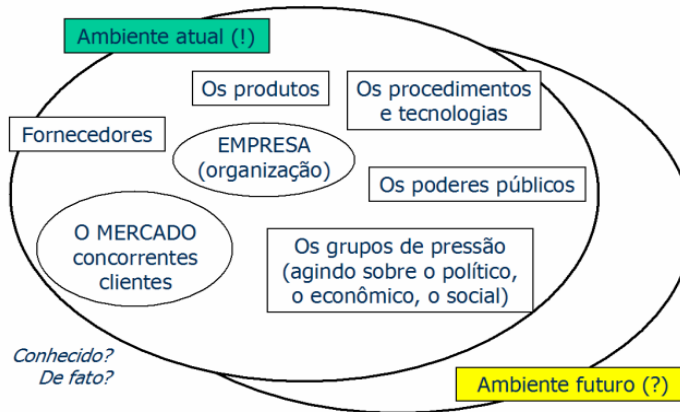 Ambiente atual (!)
Os produtos
Os procedimentos
e tecnologias
Fornecedores
EMPRESA
(organização)
Os poderes públicos
O MERCADO
concorrentes
clientes
Os grupos de pressão
(agindo sobre o político,
o econômico, o social)
Conhecido?
De fato?
Ambiente futuro (?)